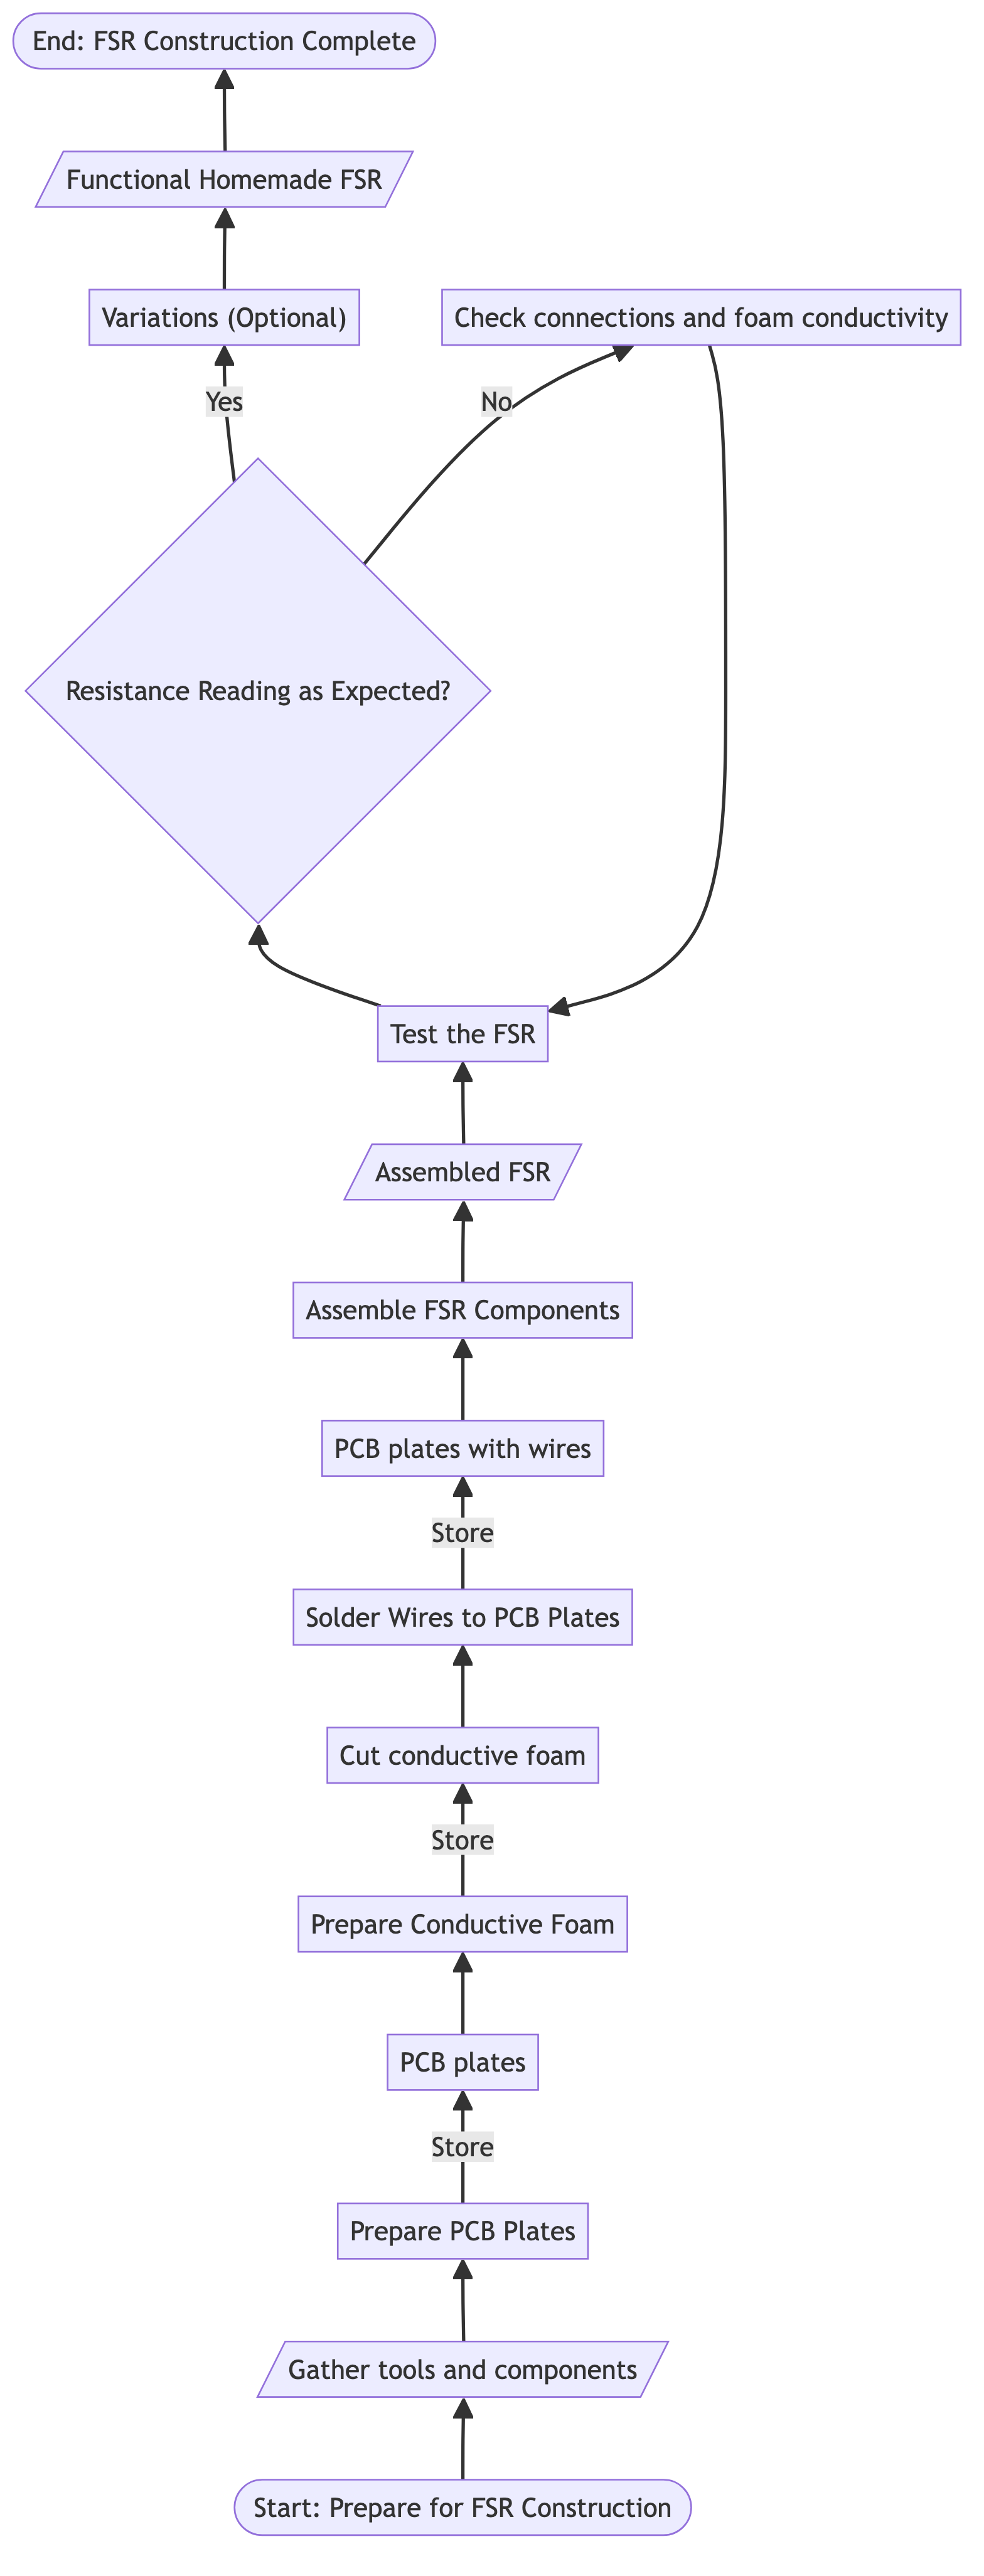 End: FSR Construction Complete
Functional Homemade FSR
Variations (Optional)
Check connections and foam conductivity
Yes
No
Resistance Reading as Expected?
Test the FSR
Assembled FSR
Assemble FSR Components
PCB plates with wires
Store
Solder Wires to PCB Plates
Cut conductive foam
Store
Prepare Conductive Foam
PCB plates
Store
Prepare PCB Plates
Gather tools and components
Start: Prepare for FSR Construction